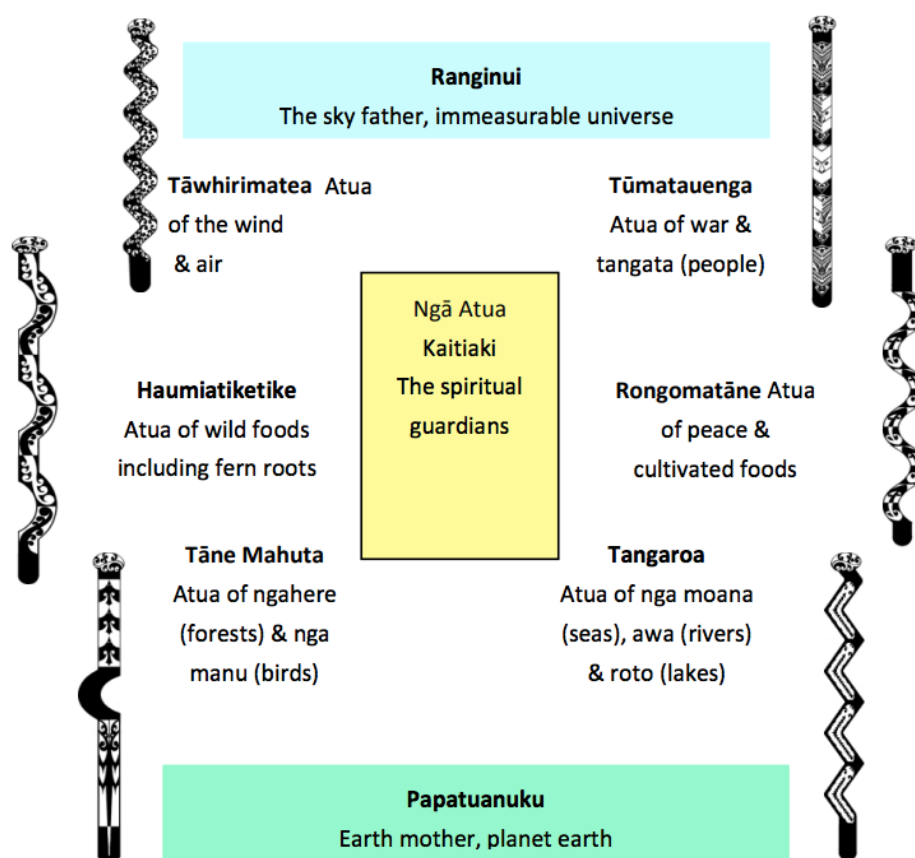 Ranginui
The sky father, immeasurable universe
Tāwhirimatea Atua
of the wind
& air
Tūmatauenga
Atua of war &
tangata (people)
Ngā Atua
Kaitiaki
The spiritual
guardians
Haumiatiketike
Atua of wild foods
including fern roots
Rongomatāne Atua
of peace &
cultivated foods
Tāne Mahuta
Atua of ngahere
(forests) & nga
manu (birds)
Tangaroa
Atua of nga moana
(seas), awa (rivers)
& roto (lakes)
Papatuanuku
Earth mother, planet earth